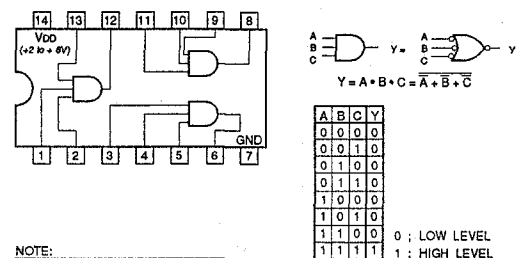 14 13 12 11 10 9 8
VDD
(+2 to + 6V)
GND
1 2 3 4 5 6 7
NOTE:
A
B
C
Y =
A
B
C
Y
Y = A • B • C = A̅ + B̅ + C̅
A B C Y
0 0 0 0
0 0 1 0
0 1 0 0
0 1 1 0
1 0 0 0
1 0 1 0
1 1 0 0
1 1 1 1
0 ; LOW LEVEL
1 : HIGH LEVEL